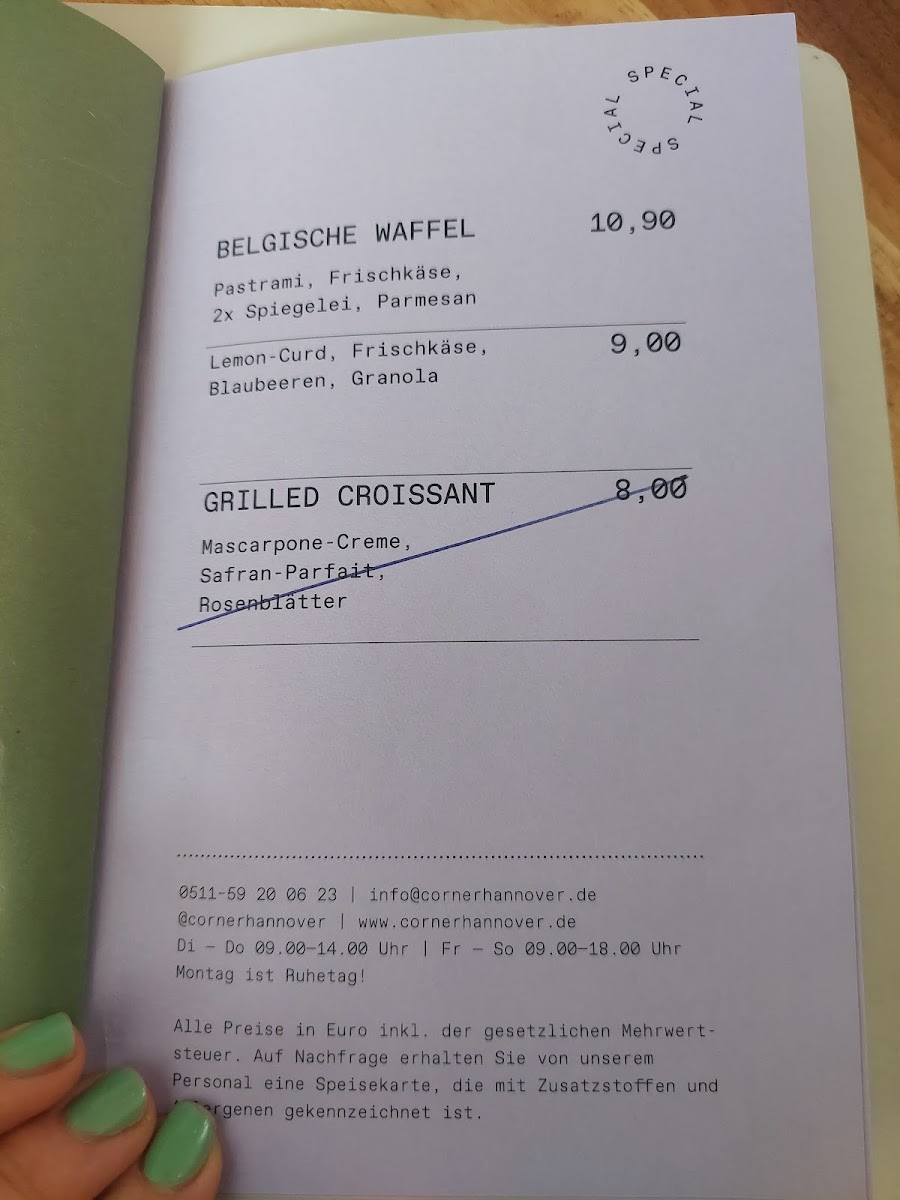 SPECIAL SPECIAL
BELGISCHE WAFFEL 10,90
Pastrami, Frischkäse,
2x Spiegelei, Parmesan
Lemon-Curd, Frischkäse, 9,00
Blaubeeren, Granola
GRILLED CROISSANT 8,00
Mascarpone-Creme,
Safran-Parfait,
Rosenblätter
0511-59 20 06 23 | info@cornerhannover.de
@cornerhannover | www.cornerhannover.de
Di – Do 09.00–14.00 Uhr | Fr – So 09.00–18.00 Uhr
Montag ist Ruhetag!
Alle Preise in Euro inkl. der gesetzlichen Mehrwert-
steuer. Auf Nachfrage erhalten Sie von unserem
Personal eine Speisekarte, die mit Zusatzstoffen und
gekennzeichnet ist.